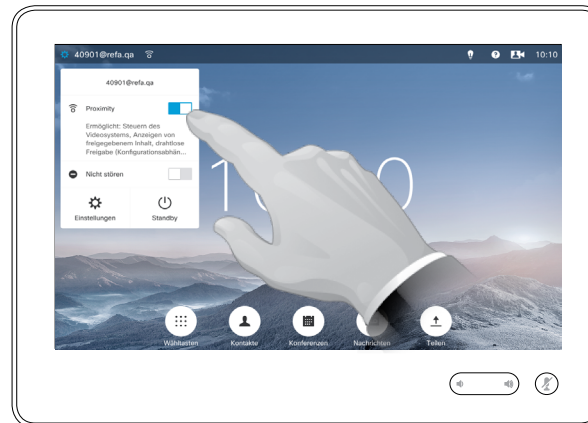 40901@refa.qa
10:10
40901@refa.qa
Proximity
Ermöglicht: Steuern des
Videosystems, Anzeigen von
freigegebenem Inhalt, drahtlose
Freigabe (Konfigurationsabhän...
Nicht stören
Einstellungen
Standby
Wähltasten
Kontakte
Konferenzen
Nachrichten
Teilen